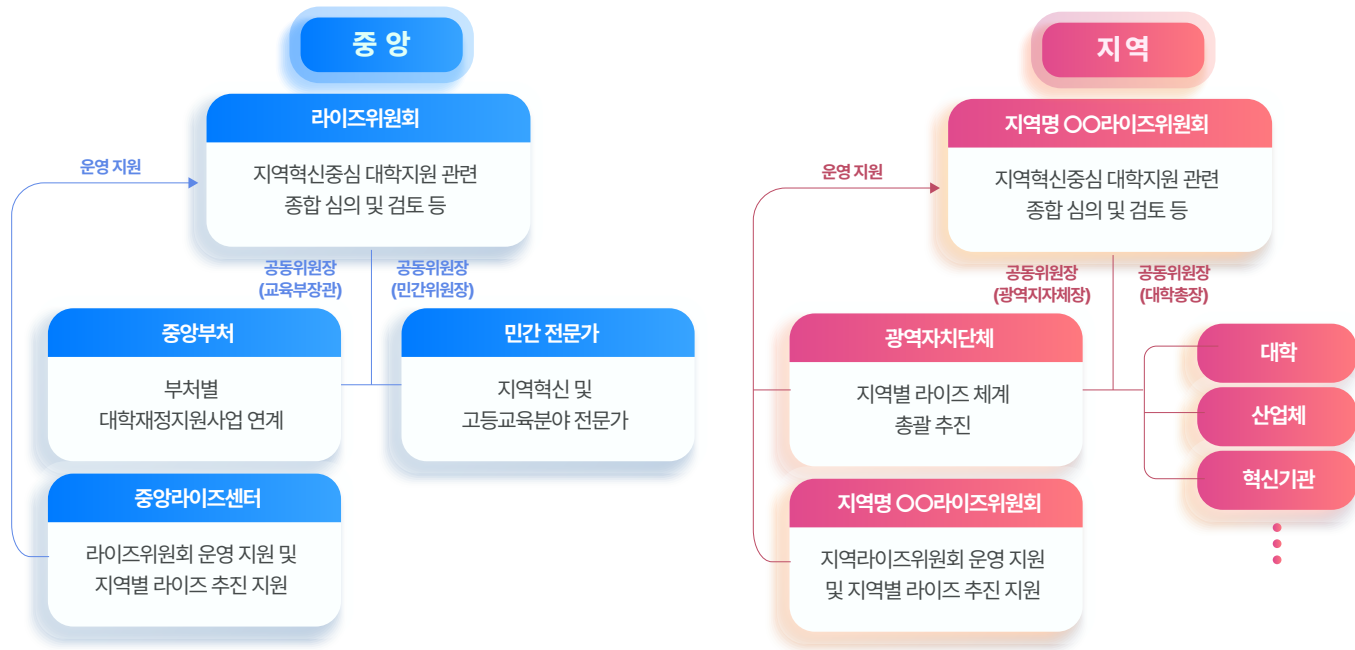 중앙
라이즈위원회
운영 지원
지역혁신중심 대학지원 관련
종합 심의 및 검토 등
공동위원장
(교육부장관)
공동위원장
(민간위원장)
중앙부처
부처별
대학재정지원사업 연계
민간 전문가
지역혁신 및
고등교육분야 전문가
중앙라이즈센터
라이즈위원회 운영 지원 및
지역별 라이즈 추진 지원
지역
지역명 〇〇라이즈위원회
운영 지원
지역혁신중심 대학지원 관련
종합 심의 및 검토 등
공동위원장
(광역지자체장)
공동위원장
(대학총장)
광역자치단체
지역별 라이즈 체계
총괄 추진
대학
산업체
혁신기관
지역명 〇〇라이즈위원회
지역라이즈위원회 운영 지원
및 지역별 라이즈 추진 지원